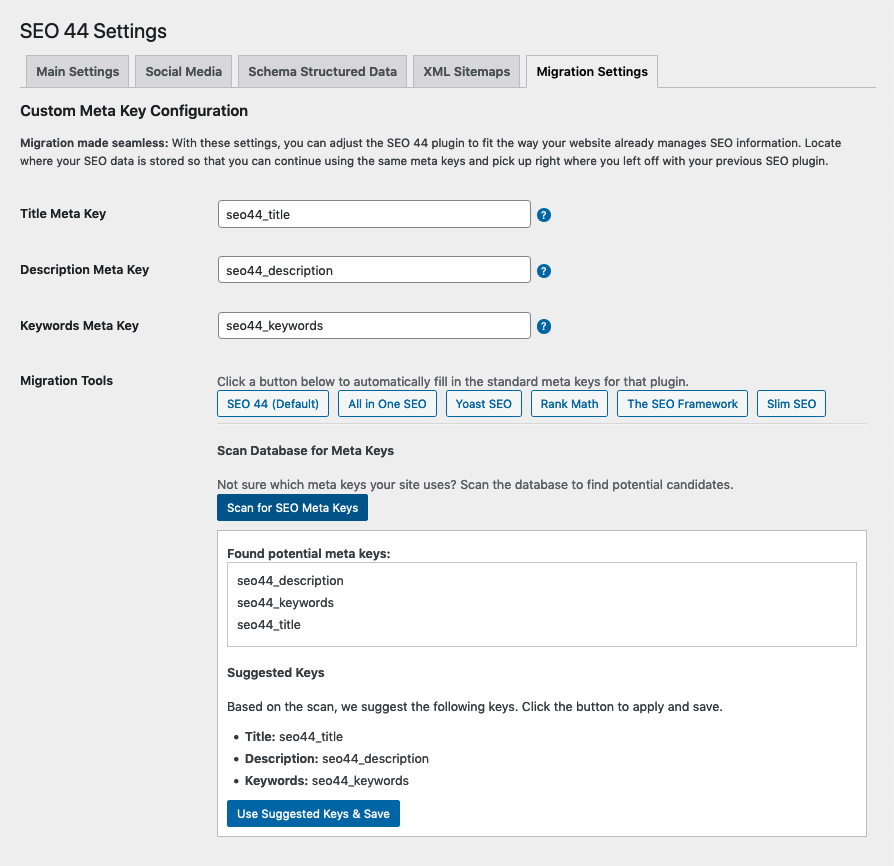 SEO 44 Settings
Main Settings
Social Media
Schema Structured Data
XML Sitemaps
Migration Settings
Custom Meta Key Configuration
Migration made seamless: With these settings, you can adjust the SEO 44 plugin to fit the way your website already manages SEO information. Locate
where your SEO data is stored so that you can continue using the same meta keys and pick up right where you left off with your previous SEO plugin.
Title Meta Key
seo44_title
?
Description Meta Key
seo44_description
?
Keywords Meta Key
seo44_keywords
?
Migration Tools
Click a button below to automatically fill in the standard meta keys for that plugin.
SEO 44 (Default)
All in One SEO
Yoast SEO
Rank Math
The SEO Framework
Slim SEO
Scan Database for Meta Keys
Not sure which meta keys your site uses? Scan the database to find potential candidates.
Scan for SEO Meta Keys
Found potential meta keys:
seo44_description
seo44_keywords
seo44_title
Suggested Keys
Based on the scan, we suggest the following keys. Click the button to apply and save.
• Title: seo44_title
• Description: seo44_description
• Keywords: seo44_keywords
Use Suggested Keys & Save